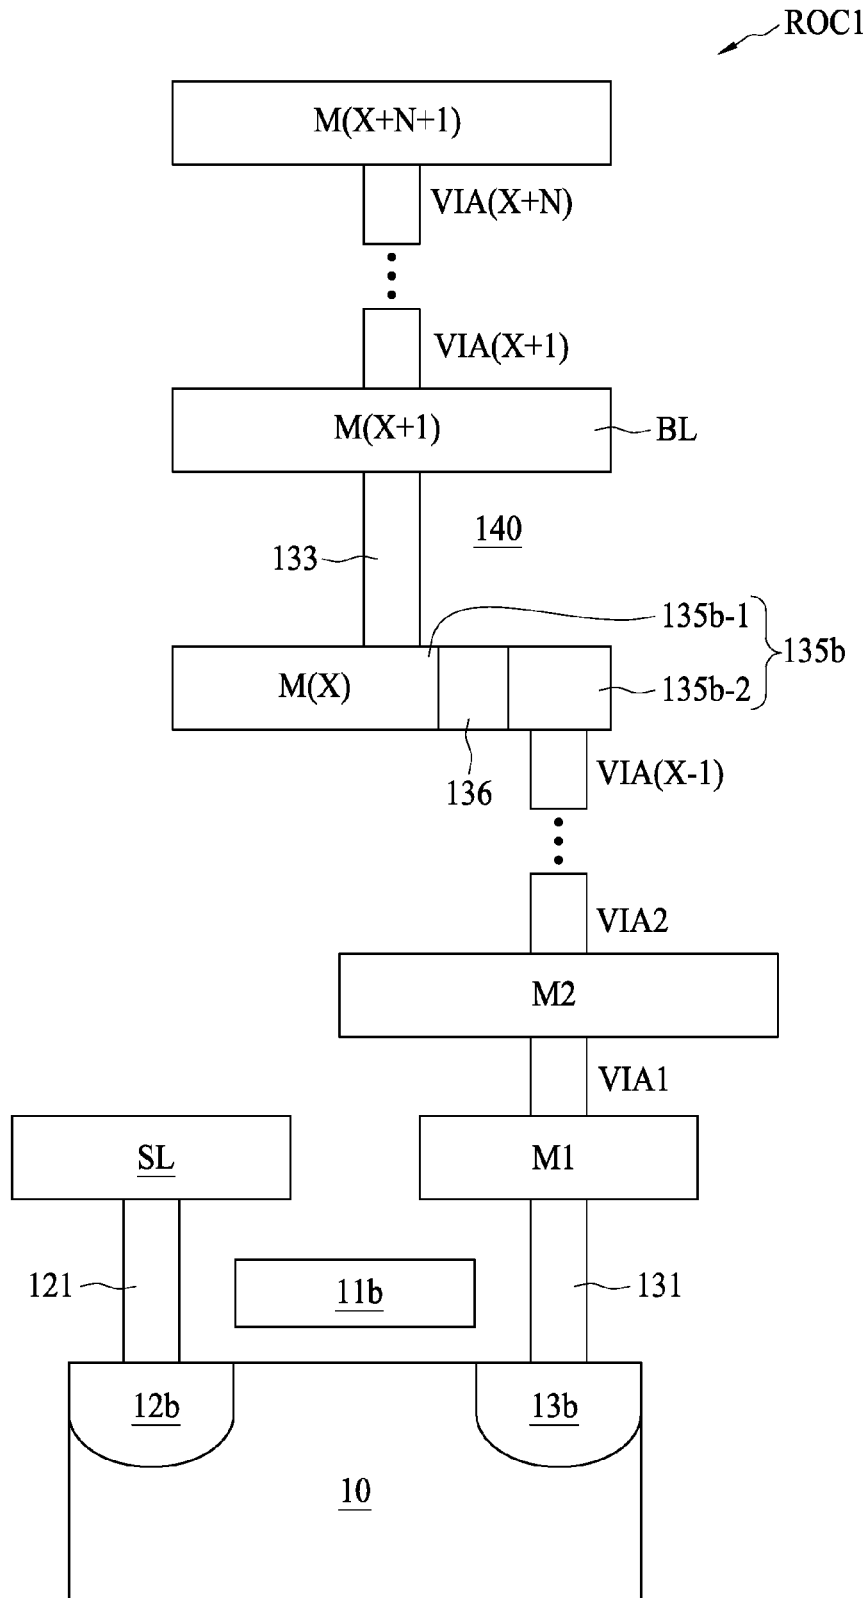 ROC1
M(X+N+1)
VIA(X+N)
VIA(X+1)
M(X+1)
BL
140
133
135b-1
135b
M(X)
135b-2
VIA(X-1)
136
VIA2
M2
VIA1
SL
M1
121
11b
131
12b
13b
10